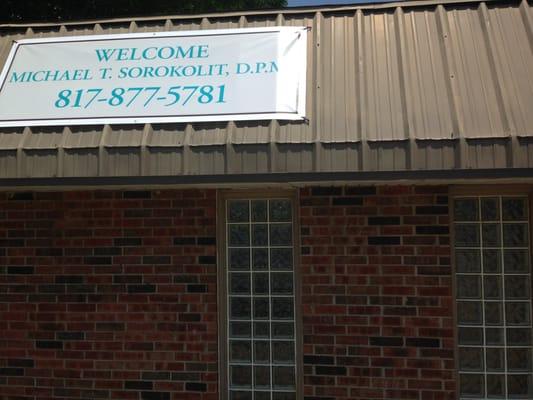 WELCOME
MICHAEL T. SOROKOLIT, D.P.M
817-877-5781